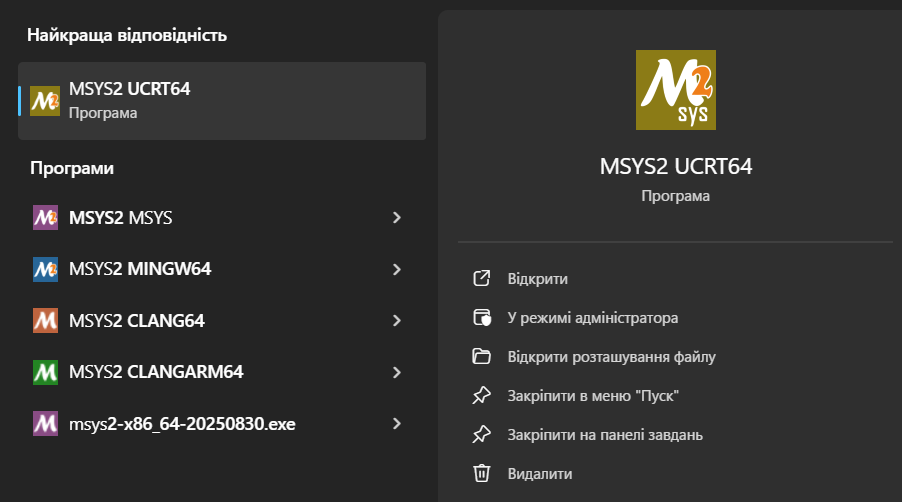 Найкраща відповідність
MSYS2 UCRT64
Програма
Програми
MSYS2 MSYS
MSYS2 MINGW64
MSYS2 CLANG64
MSYS2 CLANGARM64
msys2-x86_64-20250830.exe
M2
sys
MSYS2 UCRT64
Програма
Відкрити
У режимі адміністратора
Відкрити розташування файлу
Закріпити в меню "Пуск"
Закріпити на панелі завдань
Видалити